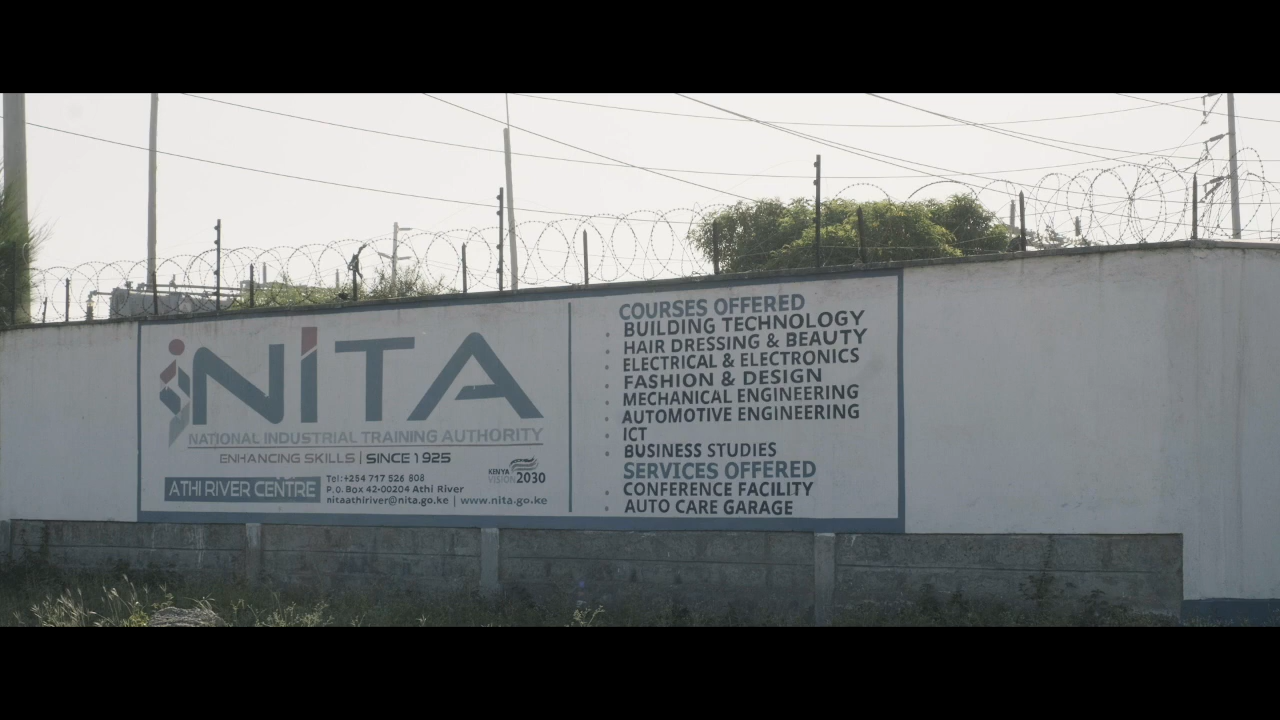 NITA
NATIONAL INDUSTRIAL TRAINING AUTHORITY
ENHANCING SKILLS | SINCE 1925
ATHI RIVER CENTRE
Tel:+254 717 526 808
P.O. Box 42-00204 Athi River
nitaathiriver@nita.go.ke | www.nita.go.ke
KENYA
VISION 2030
COURSES OFFERED
• BUILDING TECHNOLOGY
• HAIR DRESSING & BEAUTY
• ELECTRICAL & ELECTRONICS
• FASHION & DESIGN
• MECHANICAL ENGINEERING
• AUTOMOTIVE ENGINEERING
• ICT
• BUSINESS STUDIES
SERVICES OFFERED
• CONFERENCE FACILITY
• AUTO CARE GARAGE